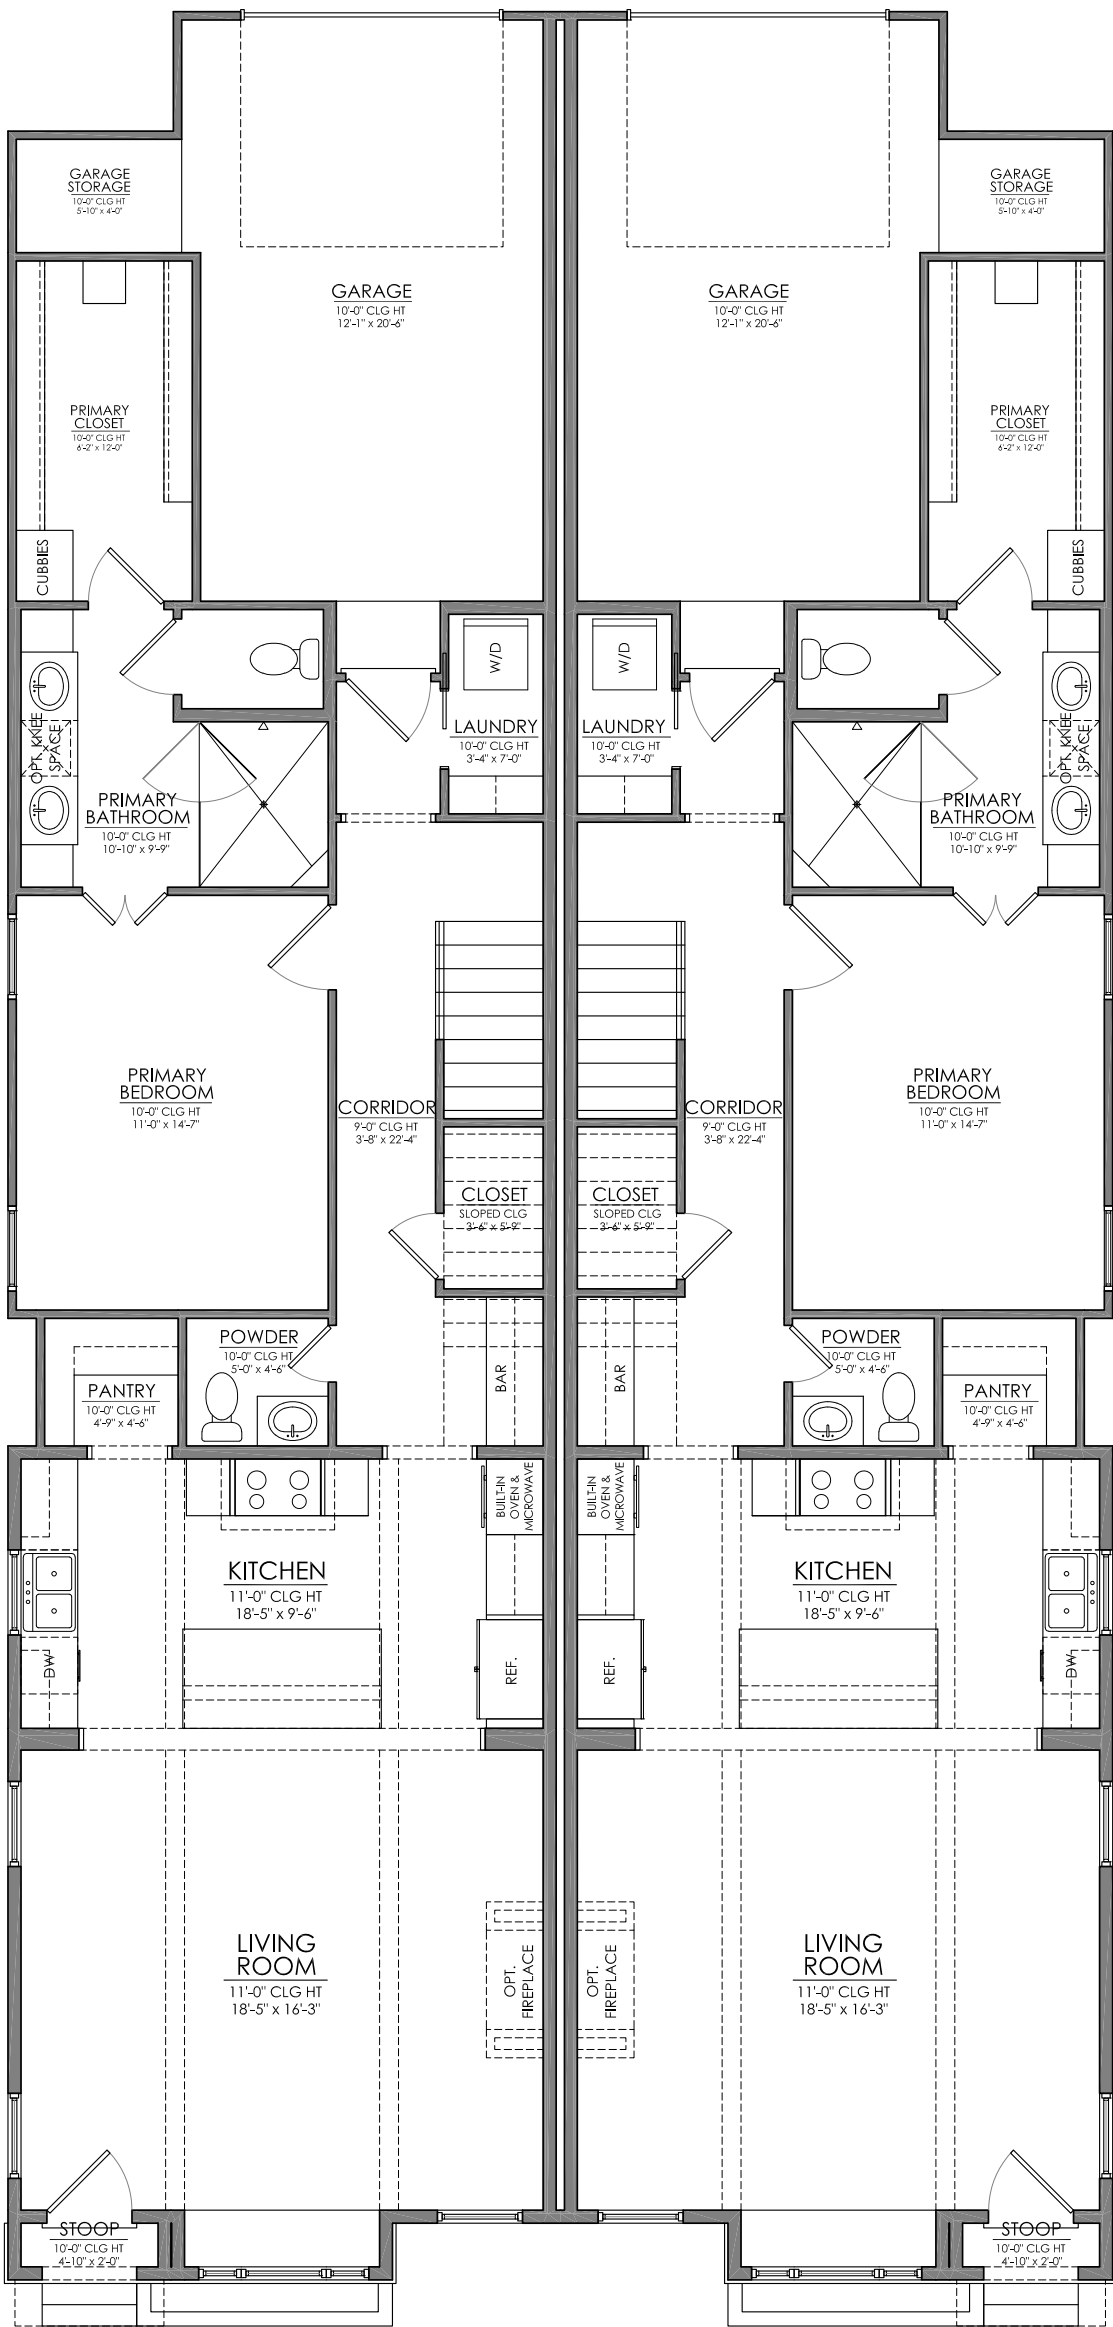 GARAGE
STORAGE
10'-0" CLG HT
5'-10" x 4'-0"
GARAGE
STORAGE
10'-0" CLG HT
5'-10" x 4'-0"
GARAGE
10'-0" CLG HT
12'-1" x 20'-6"
GARAGE
10'-0" CLG HT
12'-1" x 20'-6"
PRIMARY
CLOSET
10'-0" CLG HT
6'-2" x 12'-0"
PRIMARY
CLOSET
10'-0" CLG HT
6'-2" x 12'-0"
CUBBIES
CUBBIES
W/D
W/D
OPT. KNEE
SPACE
LAUNDRY
10'-0" CLG HT
3'-4" x 7'-0"
LAUNDRY
10'-0" CLG HT
3'-4" x 7'-0"
OPT. KNEE
SPACE
PRIMARY
BATHROOM
10'-0" CLG HT
10'-10" x 9'-9"
PRIMARY
BATHROOM
10'-0" CLG HT
10'-10" x 9'-9"
PRIMARY
BEDROOM
10'-0" CLG HT
11'-0" x 14'-7"
CORRIDOR
9'-0" CLG HT
3'-8" x 22'-4"
CORRIDOR
9'-0" CLG HT
3'-8" x 22'-4"
PRIMARY
BEDROOM
10'-0" CLG HT
11'-0" x 14'-7"
CLOSET
SLOPED CLG
3'-6" x 5'-9"
CLOSET
SLOPED CLG
3'-6" x 5'-9"
POWDER
10'-0" CLG HT
5'-0" x 4'-6"
POWDER
10'-0" CLG HT
5'-0" x 4'-6"
PANTRY
10'-0" CLG HT
4'-9" x 4'-6"
BAR
BAR
PANTRY
10'-0" CLG HT
4'-9" x 4'-6"
BUILT-IN
OVEN &
MICROWAVE
BUILT-IN
OVEN &
MICROWAVE
KITCHEN
11'-0" CLG HT
18'-5" x 9'-6"
KITCHEN
11'-0" CLG HT
18'-5" x 9'-6"
DW
REF.
REF.
DW
LIVING
ROOM
11'-0" CLG HT
18'-5" x 16'-3"
OPT.
FIREPLACE
OPT.
FIREPLACE
LIVING
ROOM
11'-0" CLG HT
18'-5" x 16'-3"
STOOP
10'-0" CLG HT
4'-10" x 2'-0"
STOOP
10'-0" CLG HT
4'-10" x 2'-0"